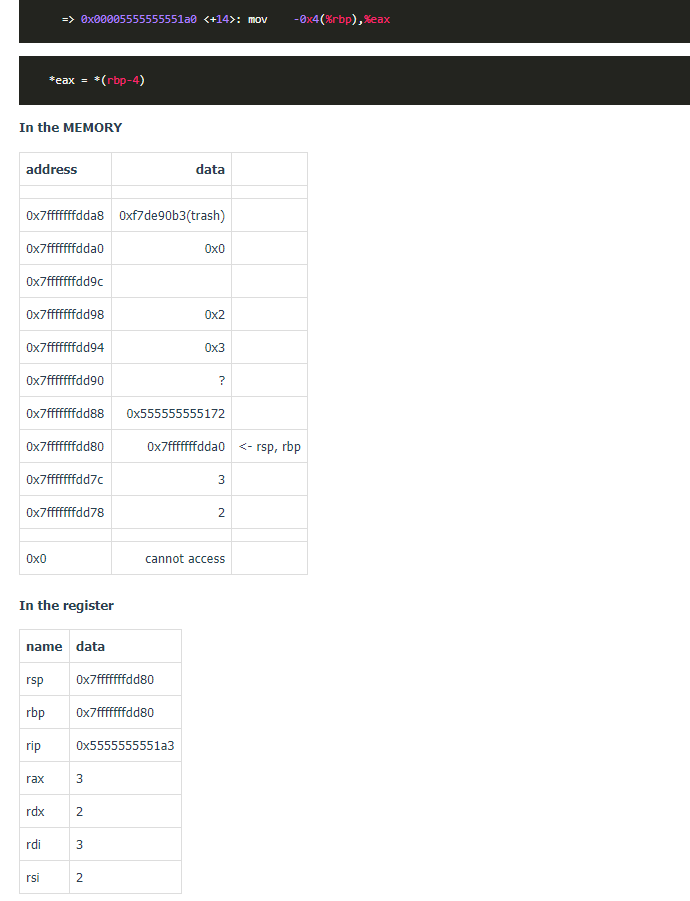 => 0x00005555555551a0 <+14>: mov    -0x4(%rbp),%eax
*eax = *(rbp-4)
In the MEMORY
address data
0x7fffffffdda8 0xf7de90b3(trash)
0x7fffffffdda0 0x0
0x7fffffffdd9c
0x7fffffffdd98 0x2
0x7fffffffdd94 0x3
0x7fffffffdd90 ?
0x7fffffffdd88 0x555555555172
0x7fffffffdd80 0x7fffffffdda0 <- rsp, rbp
0x7fffffffdd7c 3
0x7fffffffdd78 2
0x0 cannot access
In the register
name data
rsp 0x7fffffffdd80
rbp 0x7fffffffdd80
rip 0x5555555551a3
rax 3
rdx 2
rdi 3
rsi 2